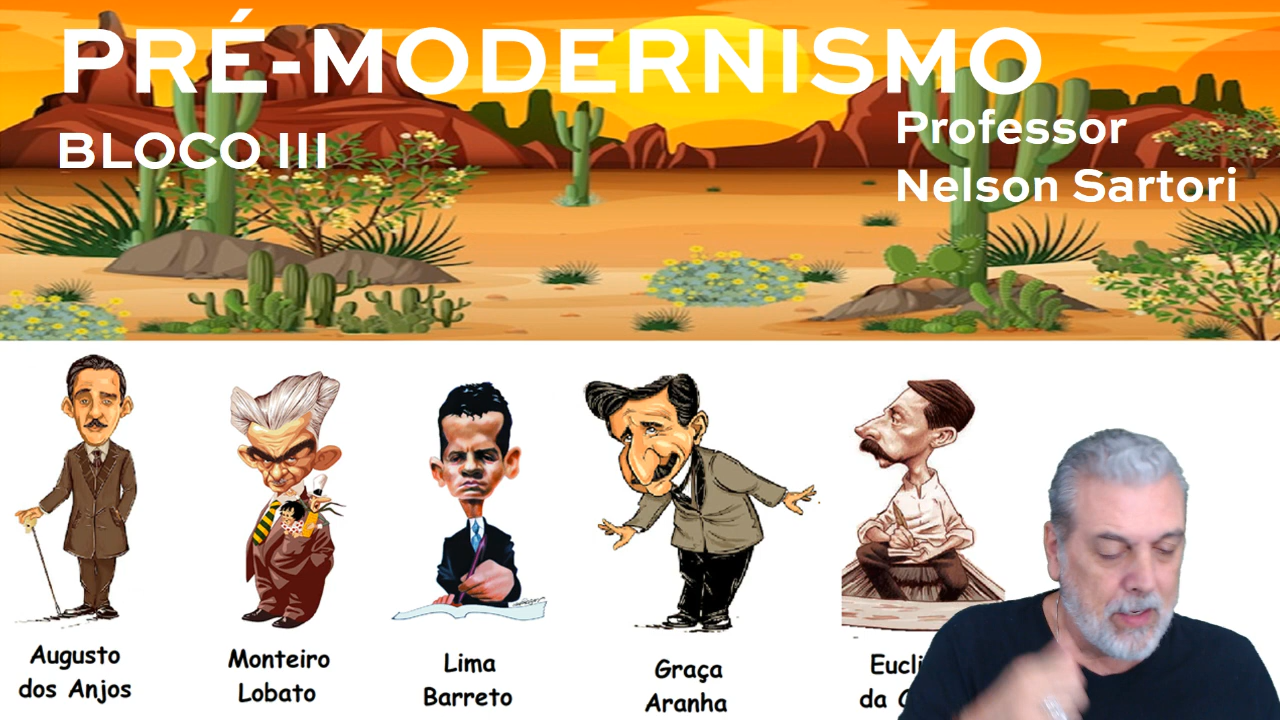 PRÉ-MODERNISMO
BLOCO III
Professor
Nelson Sartori
Augusto
dos Anjos
Monteiro
Lobato
Lima
Barreto
Graça
Aranha